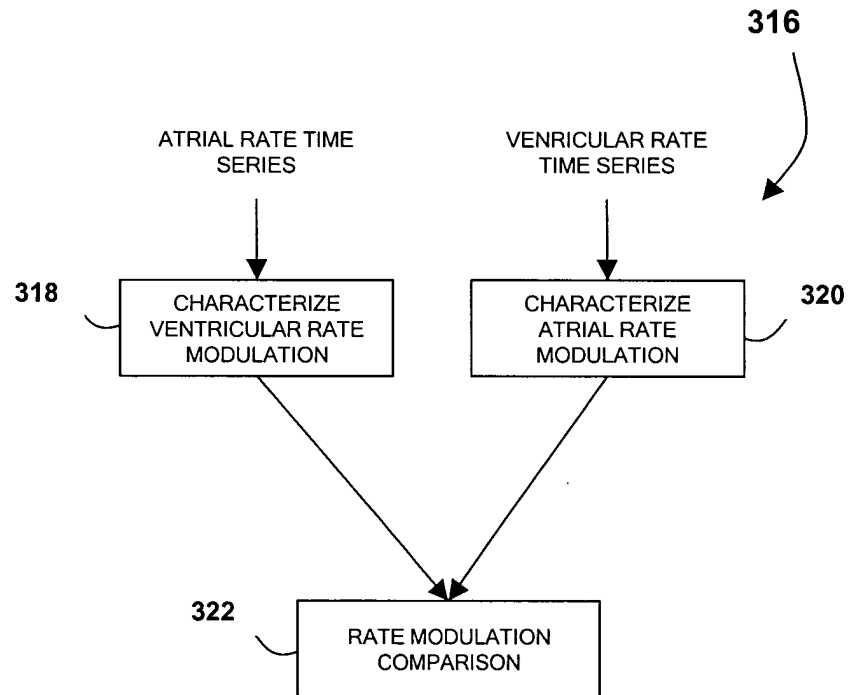 316
ATRIAL RATE TIME
SERIES
VENRICULAR RATE
TIME SERIES
318
CHARACTERIZE
VENTRICULAR RATE
MODULATION
CHARACTERIZE
ATRIAL RATE
MODULATION
320
322
RATE MODULATION
COMPARISON